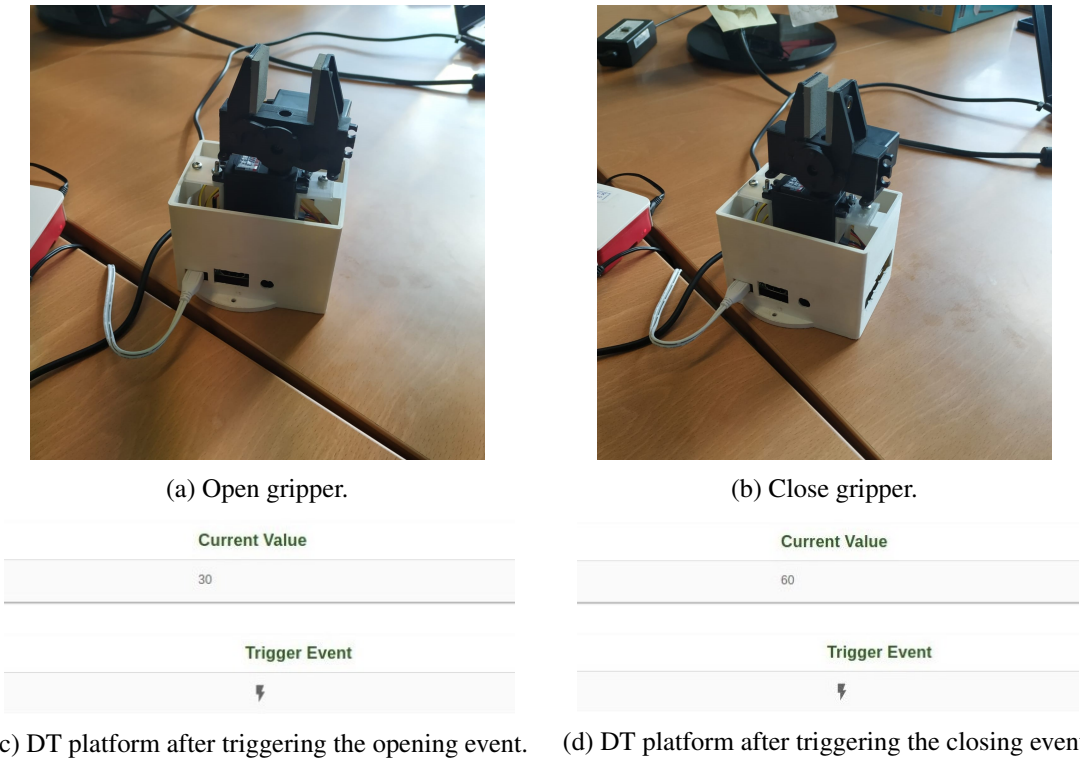 (a) Open gripper.
(b) Close gripper.
Current Value
30
Trigger Event
Current Value
60
Trigger Event
c) DT platform after triggering the opening event.
(d) DT platform after triggering the closing even